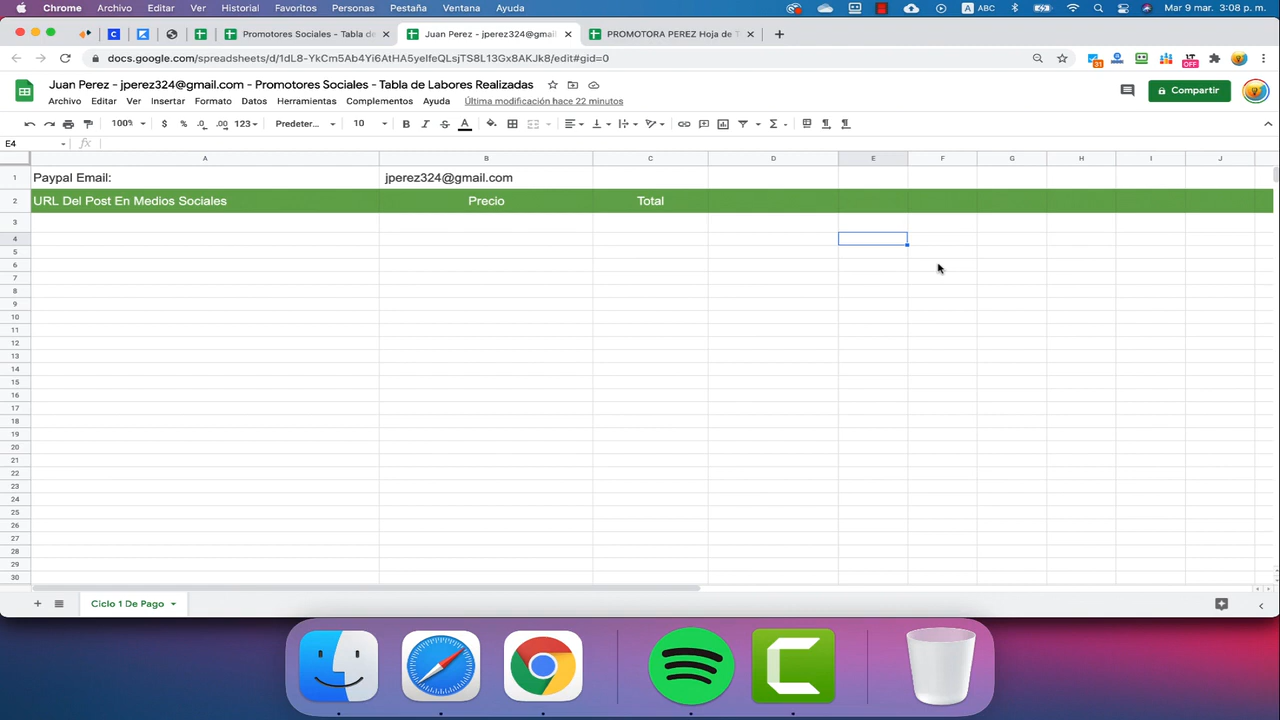 Chrome Archivo Editar Ver Historial Favoritos Personas Pestaña Ventana Ayuda A ABC Mar 9 mar. 3:08 p. m.
Promotores Sociales - Tabla de Juan Perez - jperez324@gmail PROMOTORA PEREZ Hoja de T
docs.google.com/spreadsheets/d/1dL8-YkCm5Ab4Yi6AtHA5yelfeQLsjTS8L13Gx8AKJk8/edit#gid=0 31 1T OFF
Juan Perez - jperez324@gmail.com - Promotores Sociales - Tabla de Labores Realizadas
Compartir
Archivo Editar Ver Insertar Formato Datos Herramientas Complementos Ayuda Última modificación hace 22 minutos
100% $ % .0 .00 123 Predeter... 10 B I S A
E4 fx
A B C D E F G H I J
1 Paypal Email: jperez324@gmail.com
2 URL Del Post En Medios Sociales Precio Total
3
4
5
6
7
8
9
10
11
12
13
14
15
16
17
18
19
20
21
22
23
24
25
26
27
28
29
30
Ciclo 1 De Pago